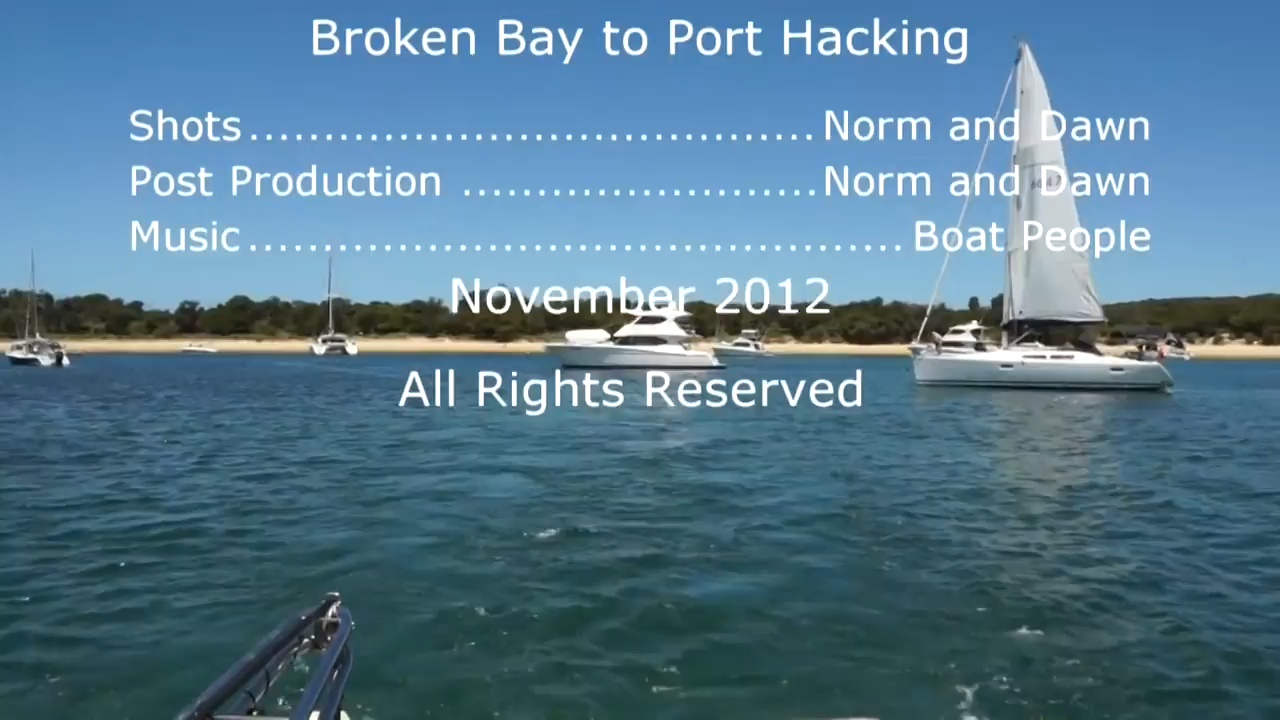 Broken Bay to Port Hacking
Shots......................................Norm and Dawn
Post Production ........................Norm and Dawn
Music............................................Boat People
November 2012
All Rights Reserved